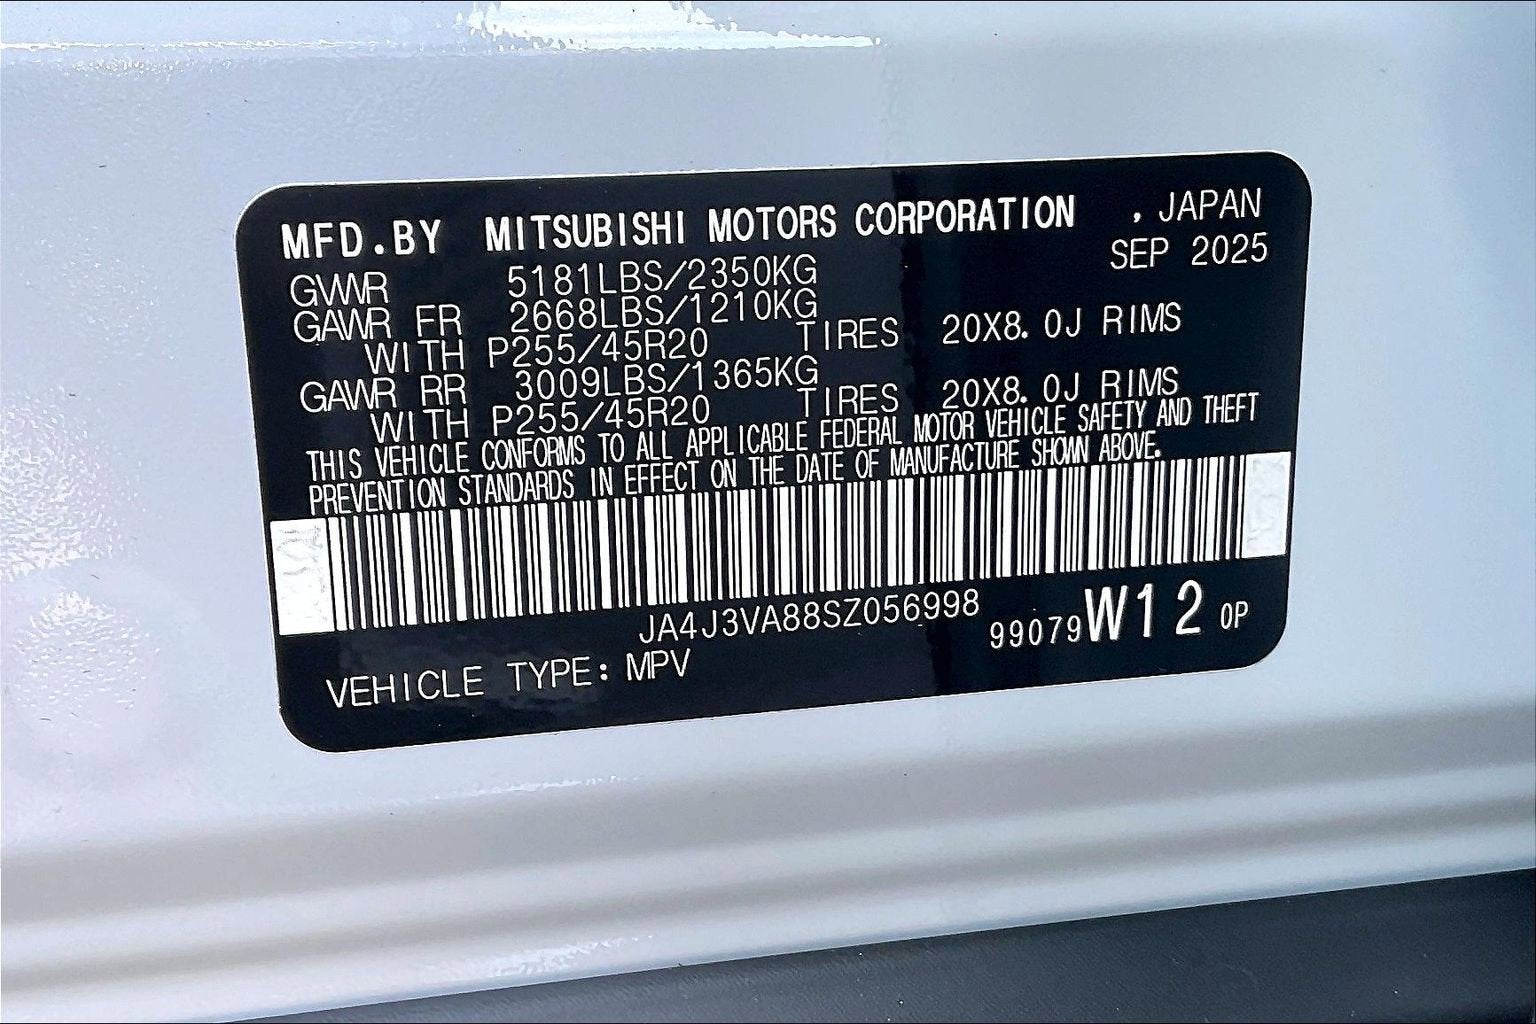 MFD.BY MITSUBISHI MOTORS CORPORATION , JAPAN
SEP 2025
GVWR 5181LBS/2350KG
GAWR FR 2668LBS/1210KG
WITH P255/45R20 TIRES 20X8.0J RIMS
GAWR RR 3009LBS/1365KG
WITH P255/45R20 TIRES 20X8.0J RIMS
THIS VEHICLE CONFORMS TO ALL APPLICABLE FEDERAL MOTOR VEHICLE SAFETY AND THEFT
PREVENTION STANDARDS IN EFFECT ON THE DATE OF MANUFACTURE SHOWN ABOVE.
JA4J3VA88SZ056998
99079W12 0P
VEHICLE TYPE: MPV